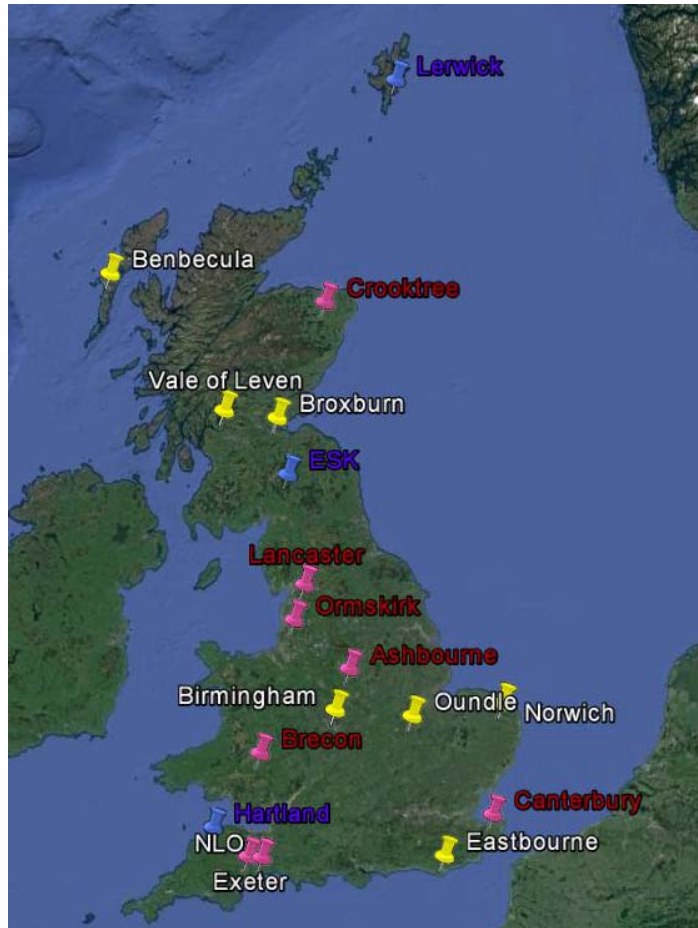 Lerwick
Benbecula
Crooktree
Vale of Leven
Broxburn
ESK
Lancaster
Ormskirk
Ashbourne
Birmingham
Oundle
Norwich
Brecon
Canterbury
Hartland
NLO
Eastbourne
Exeter